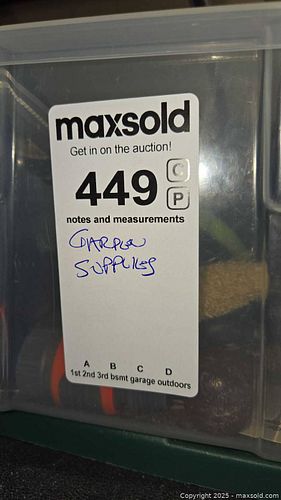 maxsold
Get in on the auction!
449
C
P
notes and measurements
GARDEN
SUPPLIES
A B C D
1st 2nd 3rd bsmt garage outdoors
Copyright 2025 - maxsold.com